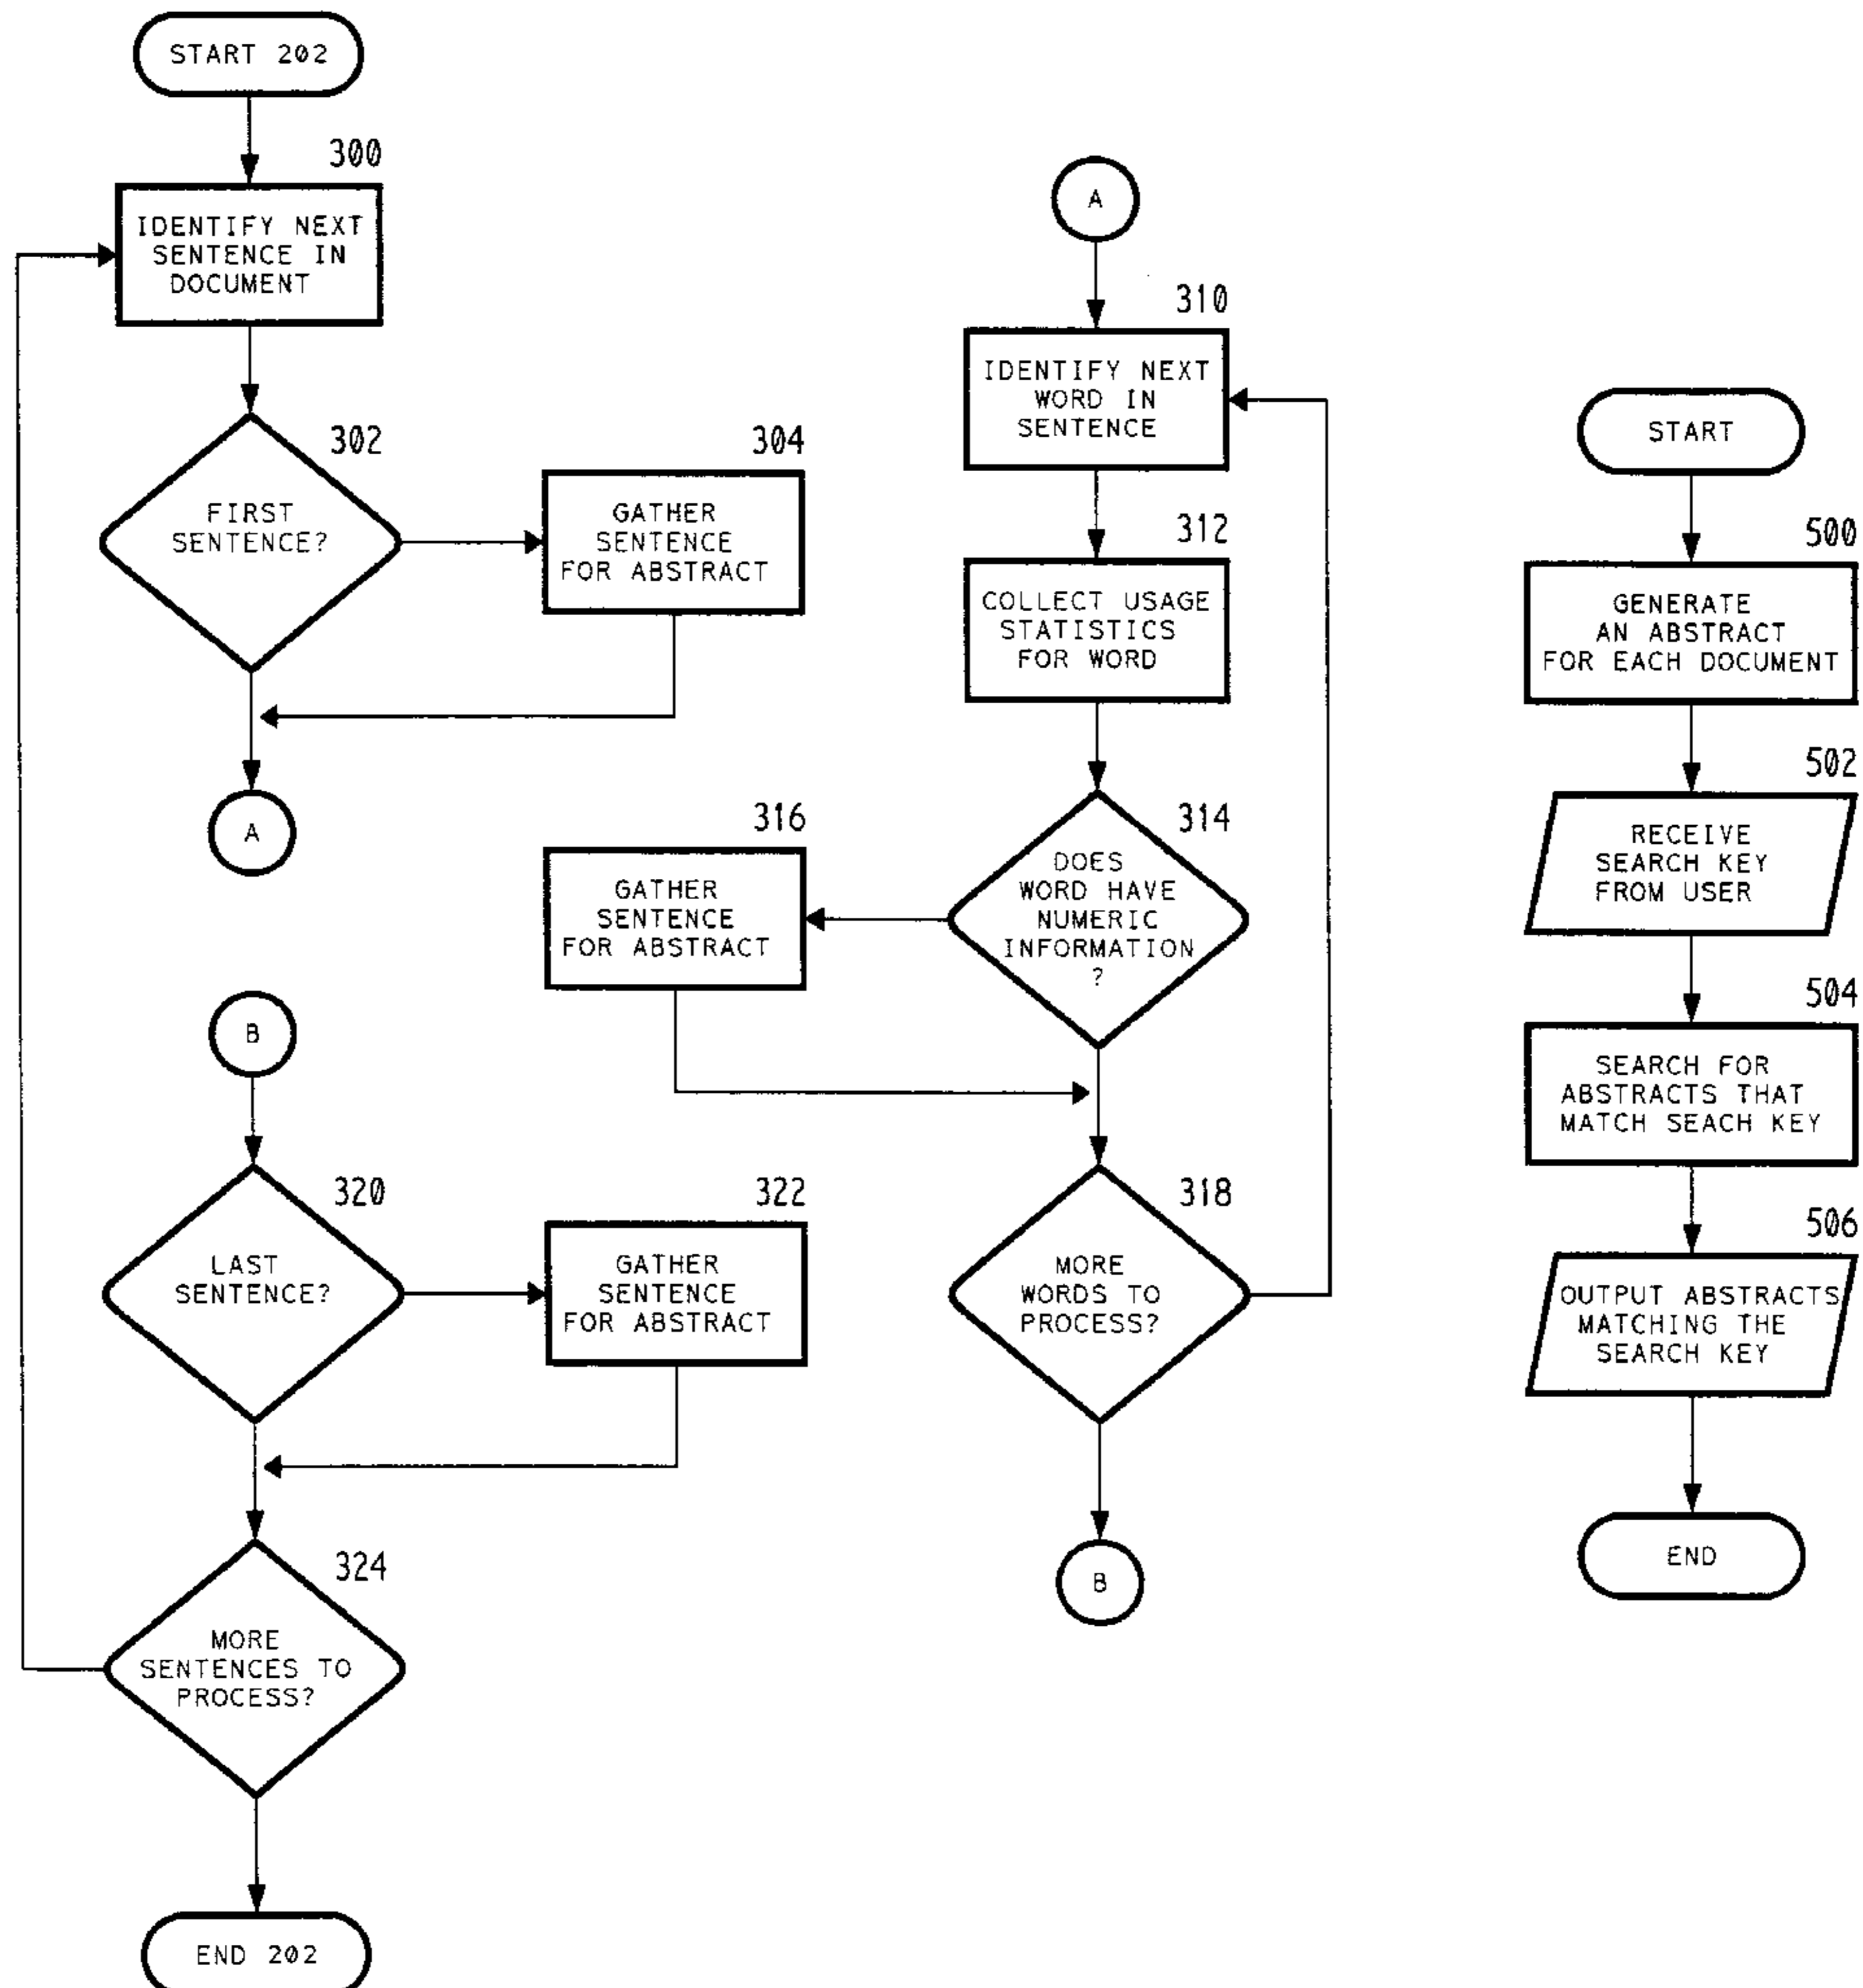 START 202
300
IDENTIFY NEXT
SENTENCE IN
DOCUMENT
302
FIRST
SENTENCE?
304
GATHER
SENTENCE
FOR ABSTRACT
A
B
320
LAST
SENTENCE?
322
GATHER
SENTENCE
FOR ABSTRACT
324
MORE
SENTENCES TO
PROCESS?
END 202
A
310
IDENTIFY NEXT
WORD IN
SENTENCE
312
COLLECT USAGE
STATISTICS
FOR WORD
314
DOES
WORD HAVE
NUMERIC
INFORMATION
?
316
GATHER
SENTENCE
FOR ABSTRACT
318
MORE
WORDS TO
PROCESS?
B
START
500
GENERATE
AN ABSTRACT
FOR EACH DOCUMENT
502
RECEIVE
SEARCH KEY
FROM USER
504
SEARCH FOR
ABSTRACTS THAT
MATCH SEACH KEY
506
OUTPUT ABSTRACTS
MATCHING THE
SEARCH KEY
END